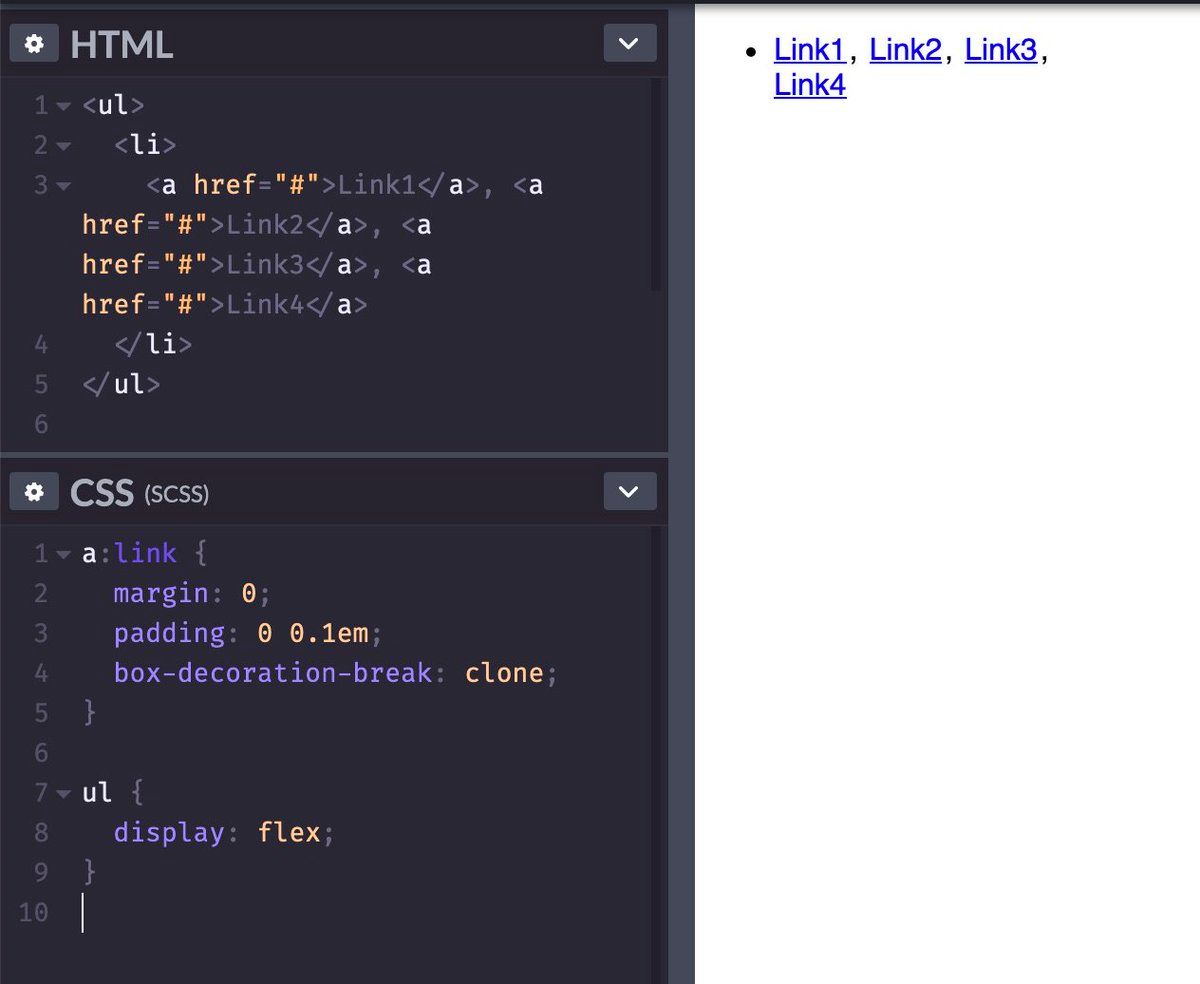 HTML
1 <ul>
2 <li>
3 <a href="#">Link1</a>, <a
href="#">Link2</a>, <a
href="#">Link3</a>, <a
href="#">Link4</a>
4 </li>
5 </ul>
6
CSS (SCSS)
1 a:link {
2 margin: 0;
3 padding: 0 0.1em;
4 box-decoration-break: clone;
5 }
6
7 ul {
8 display: flex;
9 }
10
• Link1, Link2, Link3,
Link4